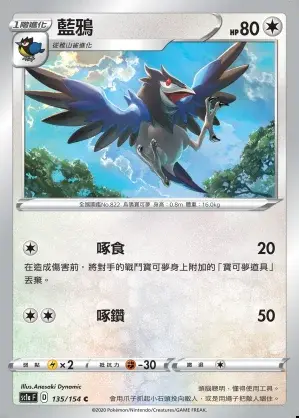 1階進化
藍鴉
HP80
從稚山雀進化
全國圖鑑No.822 烏鴉寶可夢 身高:0.8m 體重:16.0kg
啄食 20
在造成傷害前,將對手的戰鬥寶可夢身上附加的「寶可夢道具」
丟棄。
啄鑽 50
弱點 ×2 抵抗力 -30 撤退
Illus.Anesaki Dynamic
sc1a F D 135/154 C
頭腦聰明,懂得使用工具。
會用爪子抓起小石頭投向敵人,或是用繩子把敵人纏住。
©2020 Pokémon/Nintendo/Creatures/GAME FREAK.